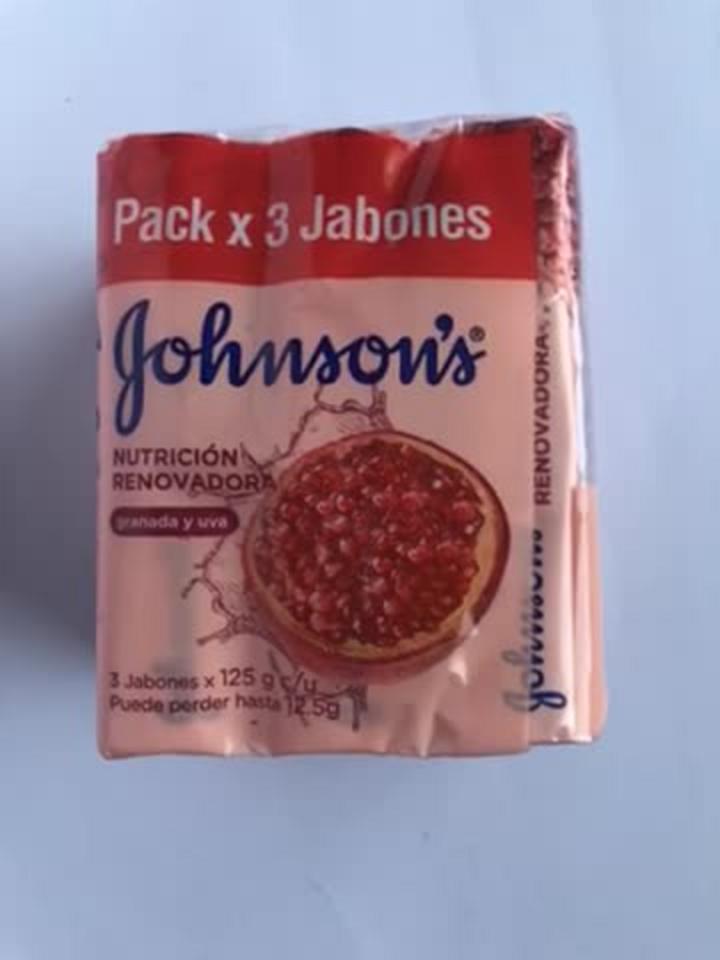 Pack x 3 Jabones
Johnson's®
NUTRICIÓN
RENOVADORA
granada y uva
3 Jabones x 125 g c/u
Puede perder hasta 12.5g
Johnson's
RENOVADORA